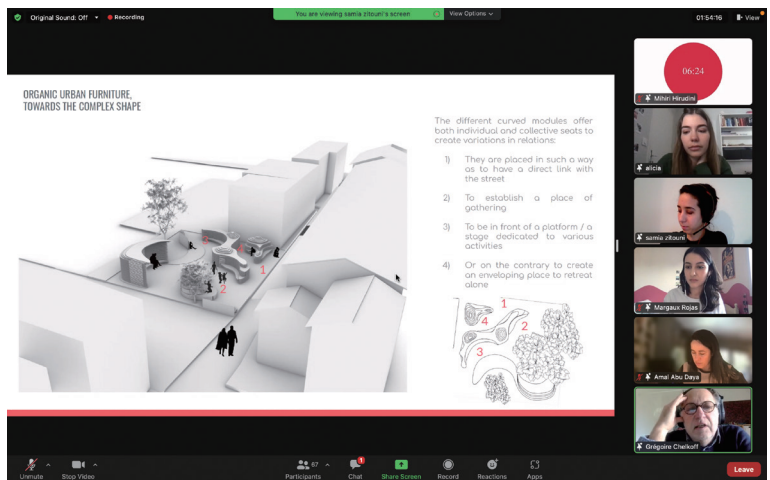 Original Sound: Off
Recording
You are viewing samia zitouni's screen
View Options
01:54:16
View
ORGANIC URBAN FURNITURE,
TOWARDS THE COMPLEX SHAPE
The different curved modules offer
both individual and collective seats to
create variations in relations:
1) They are placed in such a way
as to have a direct link with
the street
2) To establish a place of
gathering
3) To be in front of a platform / a
stage dedicated to various
activities
4) Or on the contrary to create
an enveloping place to retreat
alone
3
4
1
2
1
4
2
3
06:24
Mihiri Hirudini
alicia
samia zitouni
Margaux Rojas
Amal Abu Daya
Grégoire Chelkoff
Unmute
Stop Video
67
Participants
1
Chat
Share Screen
Record
Reactions
Apps
Leave